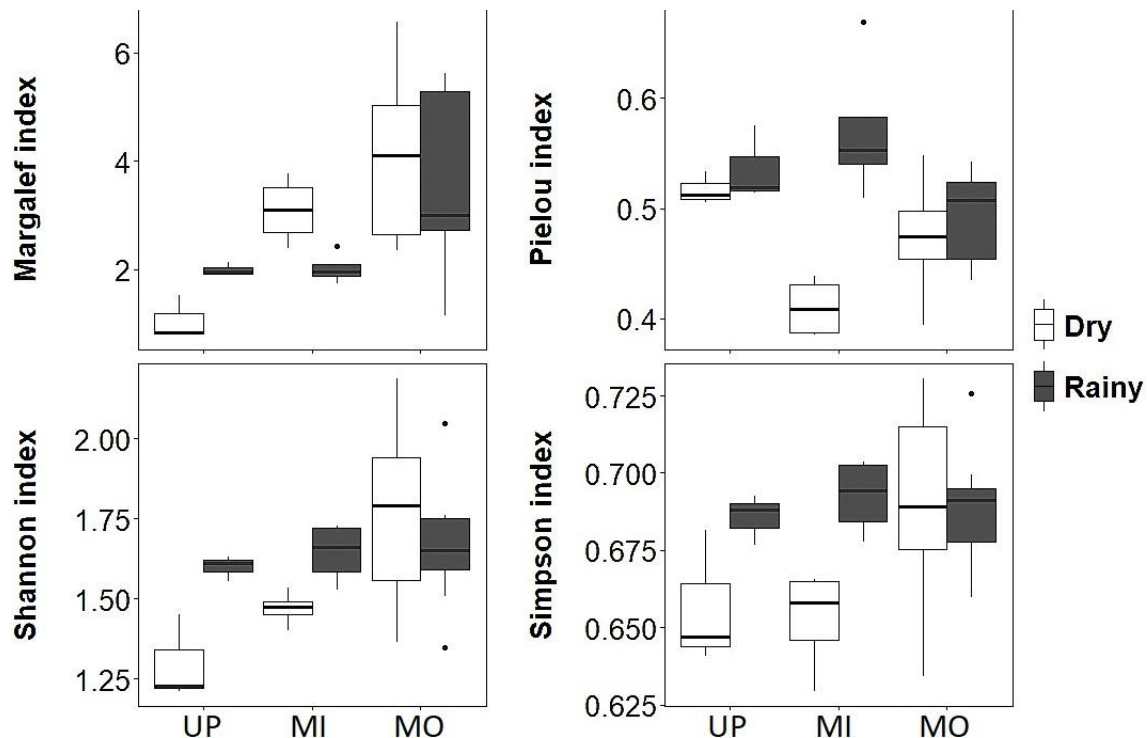 Margalef index
6
4
2
Pielou index
0.6
0.5
0.4
Dry
Rainy
Shannon index
2.00
1.75
1.50
1.25
UP MI MO
Simpson index
0.725
0.700
0.675
0.650
0.625
UP MI MO